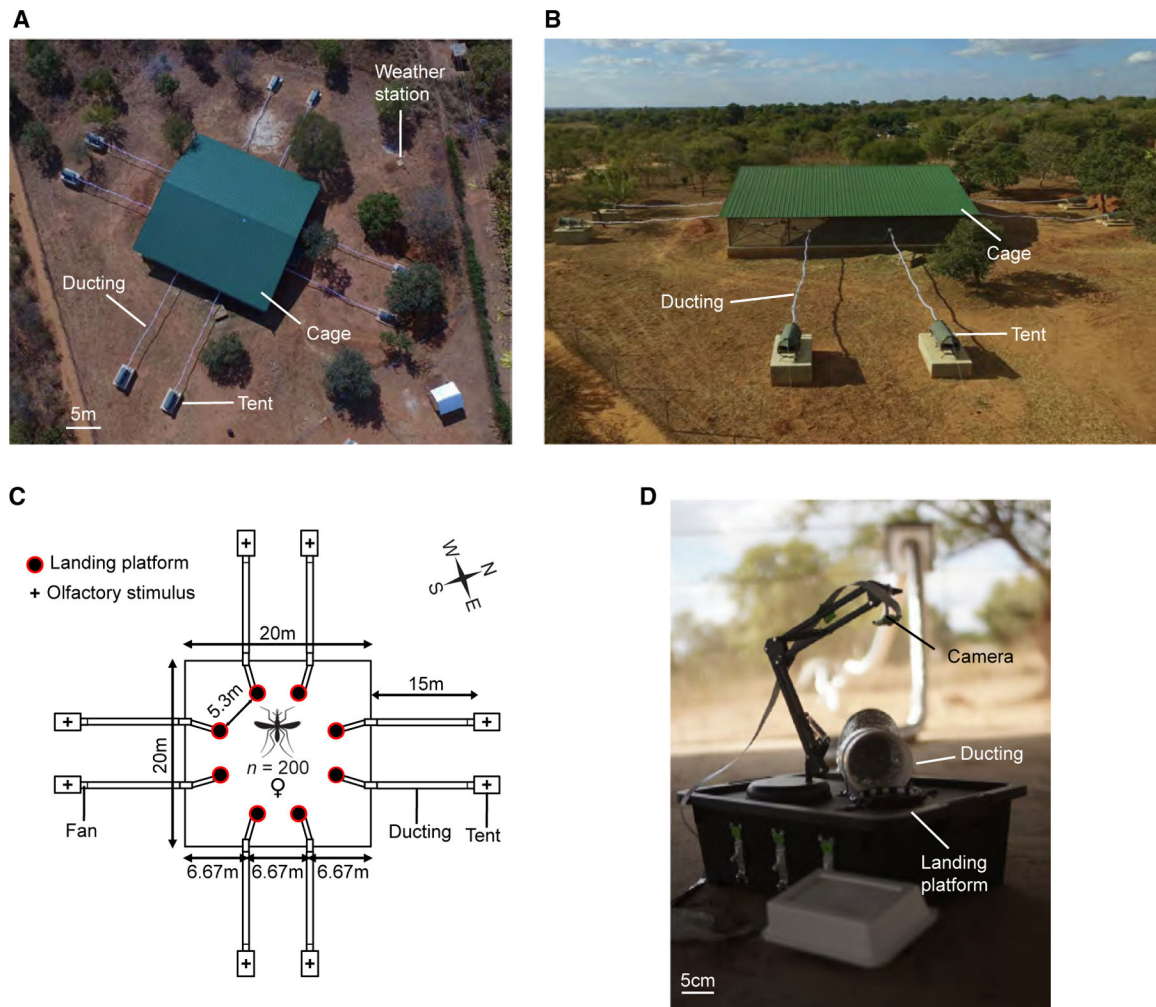 A
Weather
station
Ducting
Cage
Tent
5m
B
Cage
Ducting
Tent
C
Landing platform
+ Olfactory stimulus
W
N
S
E
20m
15m
5.3m
20m
n = 200
♀
Fan
Ducting
Tent
6.67m 6.67m 6.67m
D
Camera
Ducting
Landing
platform
5cm